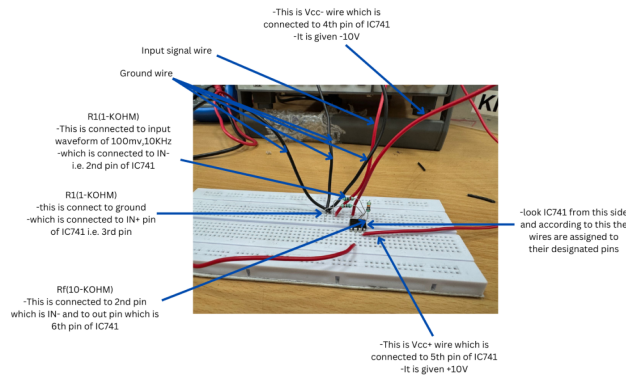 -This is Vcc- wire which is
connected to 4th pin of IC741
-It is given -10V
Input signal wire
Ground wire
R1(1-KOHM)
-This is connected to input
waveform of 100mv,10KHz
-which is connected to IN-
i.e. 2nd pin of IC741
R1(1-KOHM)
-this is connect to ground
-which is connected to IN+ pin
of IC741 i.e. 3rd pin
-look IC741 from this side
and according to this the
wires are assigned to
their designated pins
Rf(10-KOHM)
-This is connected to 2nd pin
which is IN- and to out pin which is
6th pin of IC741
-This is Vcc+ wire which is
connected to 5th pin of IC741
-It is given +10V